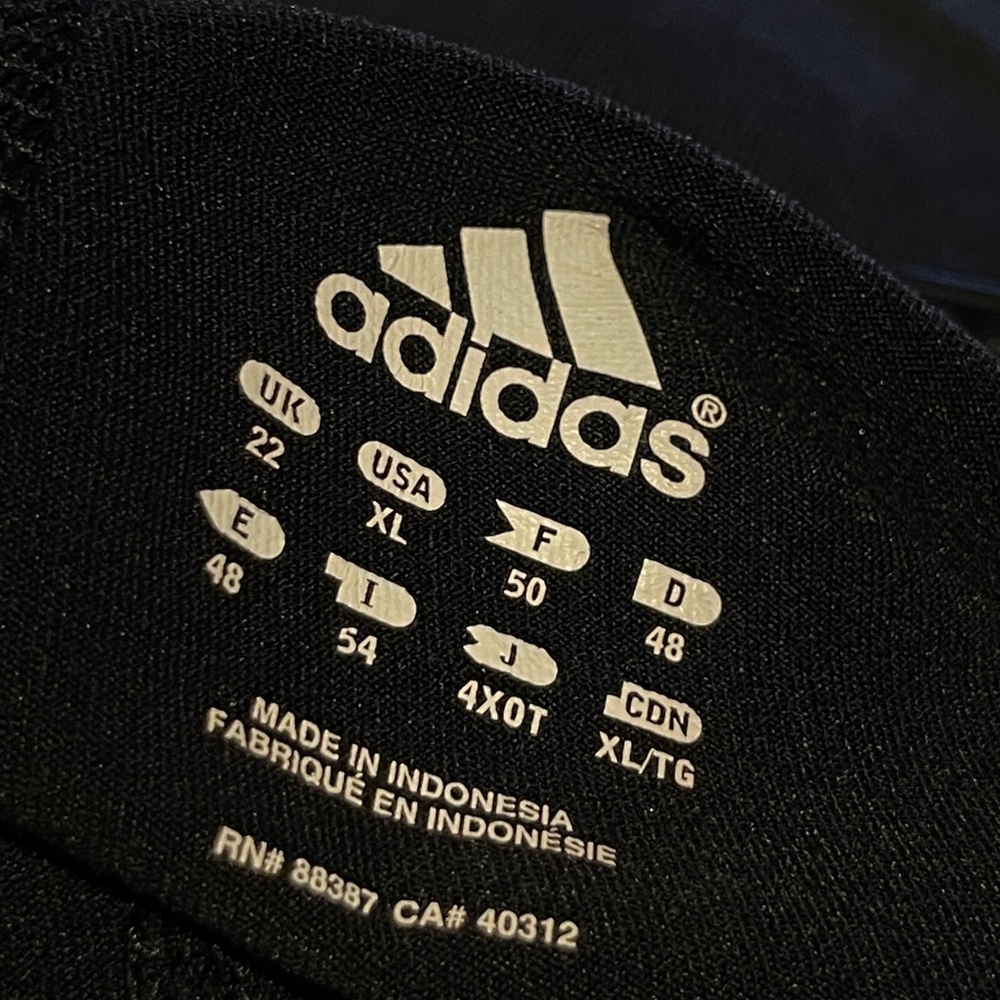 adidas®
UK USA F D
22 XL 50 48
E I J CDN
48 54 4XOT XL/TG
MADE IN INDONESIA
FABRIQUÉ EN INDONÉSIE
RN# 88387 CA# 40312